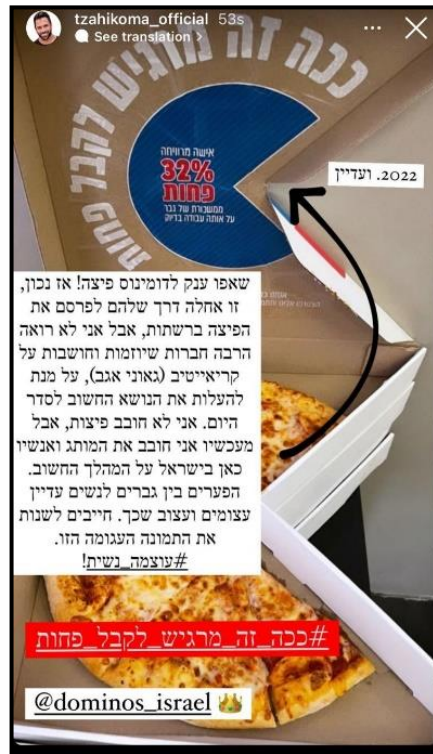 tzahikoma_official 53s
See translation >
ככה זה מרגיש לקבל פחות
אישה מרוויחה
32%
פחות
ממשכורת של גבר
על אותה עבודה בדיוק
2022. ועדיין
שאפו ענק לדומינוס פיצה! אז נכון,
זו אחלה דרך שלהם לפרסם את
הפיצה ברשתות, אבל אני לא רואה
הרבה חברות שיוזמות וחושבות על
קריאייטיב (גאוני אגב), על מנת
להעלות את הנושא החשוב לסדר
היום. אני לא חובב פיצות, אבל
מעכשיו אני חובב את המותג ואנשיו
כאן בישראל על המהלך החשוב.
הפערים בין גברים לנשים עדיין
עצומים ועצוב שכך. חייבים לשנות
את התמונה העגומה הזו.
#עוצמה_נשית!
#ככה_זה_מרגיש_לקבל_פחות
@dominos_israel